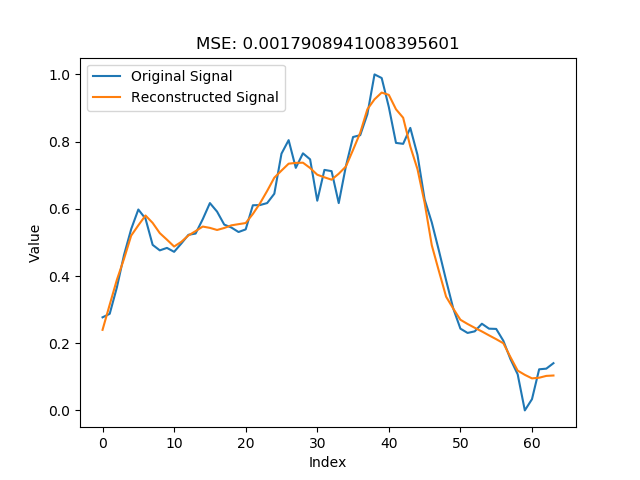 MSE: 0.0017908941008395601
Original Signal
Reconstructed Signal
1.0
0.8
0.6
0.4
0.2
0.0
Value
0 10 20 30 40 50 60
Index